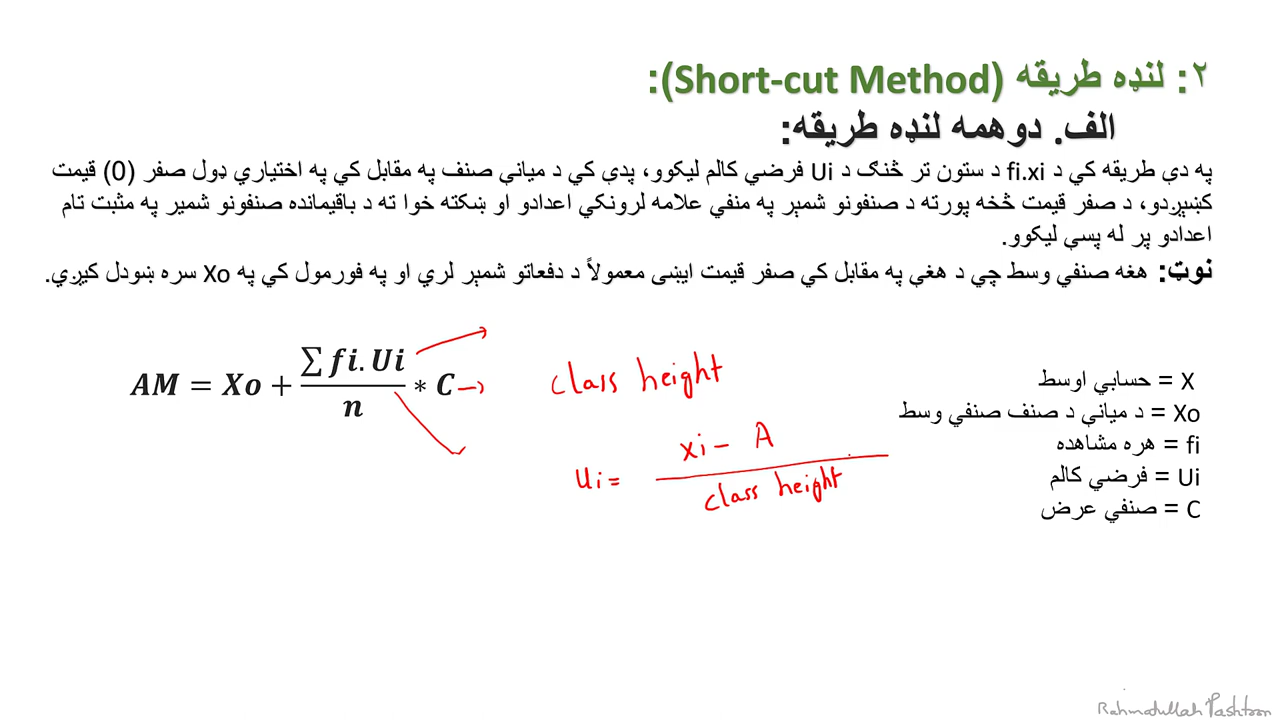 ۲: لنډه طریقه (Short-cut Method):
الف. دوهمه لنډه طریقه:
په دې طریقه کې د fi.xi د ستون تر څنګ د Ui فرضي کالم لیکوو، پدې کې د میانې صنف په مقابل کې په اختیاري ډول صفر (0) قیمت
کښېږدو، د صفر قیمت څخه پورته د صنفونو شمېر په منفي علامه لرونکي اعدادو او ښکته خوا ته د باقیمانده صنفونو شمیر په مثبت تام
اعدادو پر له پسې لیکوو.
نوټ: هغه صنفي وسط چې د هغې په مقابل کې صفر قیمت ایښی معمولاً د دفعاتو شمېر لري او په فورمول کې په Xo سره ښودل کیږي.
AM = Xo + ∑ fi. Ui / n * C
class height
ui = xi - A / class height
X = حسابي اوسط
Xo = د میانې د صنف صنفي وسط
fi = هره مشاهده
Ui = فرضي کالم
C = صنفي عرض
Rahmatullah Pashtoon